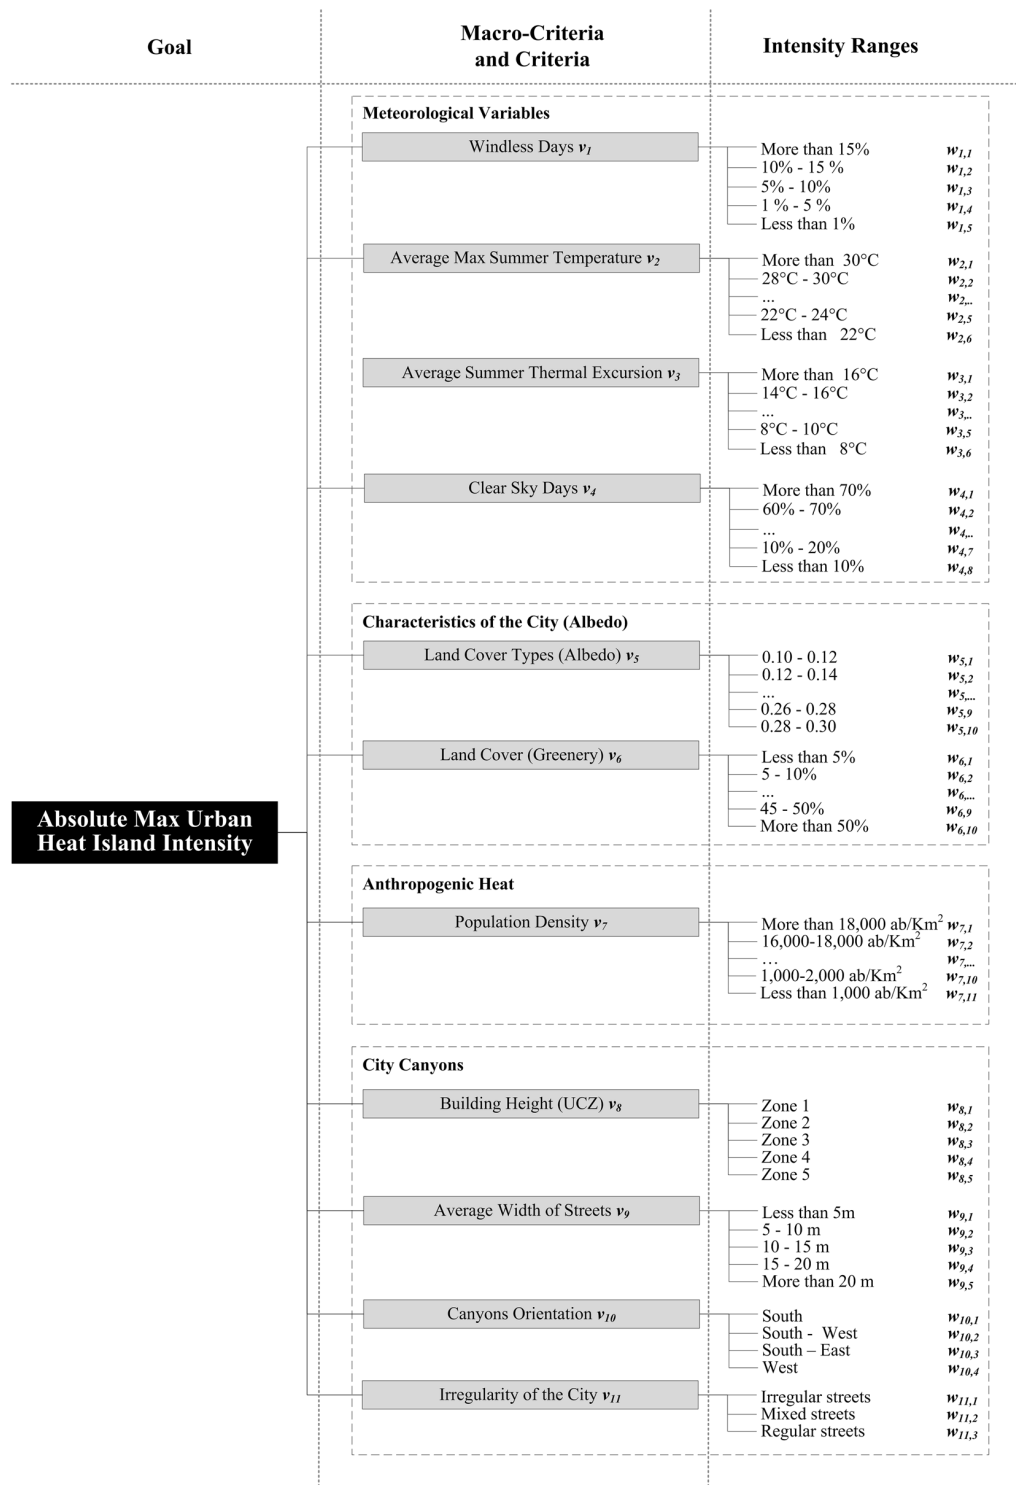 Goal
Macro-Criteria
and Criteria
Intensity Ranges
Absolute Max Urban
Heat Island Intensity
Meteorological Variables
Windless Days v1
More than 15% w1,1
10% - 15 % w1,2
5% - 10% w1,3
1 % - 5 % w1,4
Less than 1% w1,5
Average Max Summer Temperature v2
More than 30°C w2,1
28°C - 30°C w2,2
... w2,..
22°C - 24°C w2,5
Less than 22°C w2,6
Average Summer Thermal Excursion v3
More than 16°C w3,1
14°C - 16°C w3,2
... w3,..
8°C - 10°C w3,5
Less than 8°C w3,6
Clear Sky Days v4
More than 70% w4,1
60% - 70% w4,2
... w4,..
10% - 20% w4,7
Less than 10% w4,8
Characteristics of the City (Albedo)
Land Cover Types (Albedo) v5
0.10 - 0.12 w5,1
0.12 - 0.14 w5,2
... w5,...
0.26 - 0.28 w5,9
0.28 - 0.30 w5,10
Land Cover (Greenery) v6
Less than 5% w6,1
5 - 10% w6,2
... w6,...
45 - 50% w6,9
More than 50% w6,10
Anthropogenic Heat
Population Density v7
More than 18,000 ab/Km² w7,1
16,000-18,000 ab/Km² w7,2
… w7,...
1,000-2,000 ab/Km² w7,10
Less than 1,000 ab/Km² w7,11
City Canyons
Building Height (UCZ) v8
Zone 1 w8,1
Zone 2 w8,2
Zone 3 w8,3
Zone 4 w8,4
Zone 5 w8,5
Average Width of Streets v9
Less than 5m w9,1
5 - 10 m w9,2
10 - 15 m w9,3
15 - 20 m w9,4
More than 20 m w9,5
Canyons Orientation v10
South w10,1
South - West w10,2
South – East w10,3
West w10,4
Irregularity of the City v11
Irregular streets w11,1
Mixed streets w11,2
Regular streets w11,3